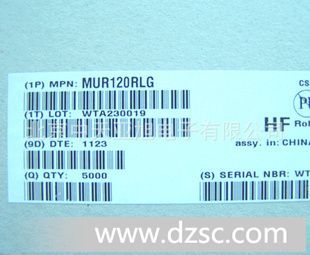 CS
(1P) MPN: MUR120RLG
(1T) LOT: WTA230019
(9D) DTE: 1123
HF Ro
assy. in: CHINA
(Q) QTY: 5000
(S) SERIAL NBR: WT
www.dzsc.com